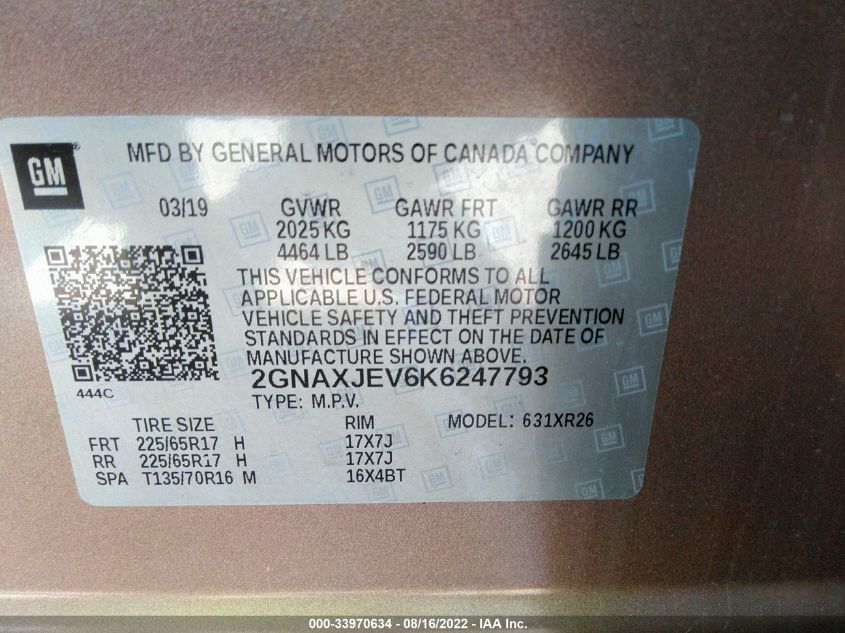 GM
MFD BY GENERAL MOTORS OF CANADA COMPANY
03/19 GVWR GAWR FRT GAWR RR
2025 KG 1175 KG 1200 KG
4464 LB 2590 LB 2645 LB
THIS VEHICLE CONFORMS TO ALL
APPLICABLE U.S. FEDERAL MOTOR
VEHICLE SAFETY AND THEFT PREVENTION
STANDARDS IN EFFECT ON THE DATE OF
MANUFACTURE SHOWN ABOVE.
444C
2GNAXJEV6K6247793
TYPE: M.P.V.
TIRE SIZE RIM MODEL: 631XR26
FRT 225/65R17 H 17X7J
RR 225/65R17 H 17X7J
SPA T135/70R16 M 16X4BT
000-33970634 - 08/16/2022 - IAA Inc.